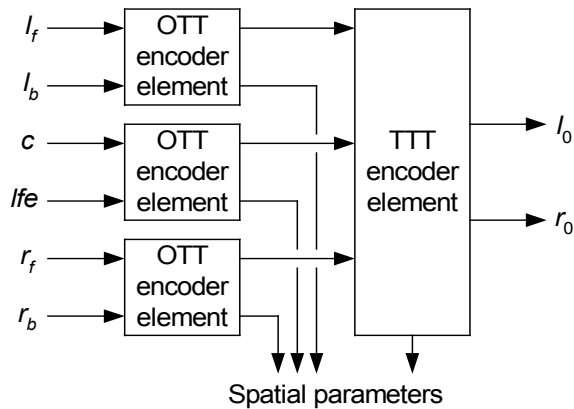 l_f
OTT
encoder
element
l_b
c
OTT
encoder
element
lfe
r_f
OTT
encoder
element
r_b
TTT
encoder
element
l_0
r_0
Spatial parameters